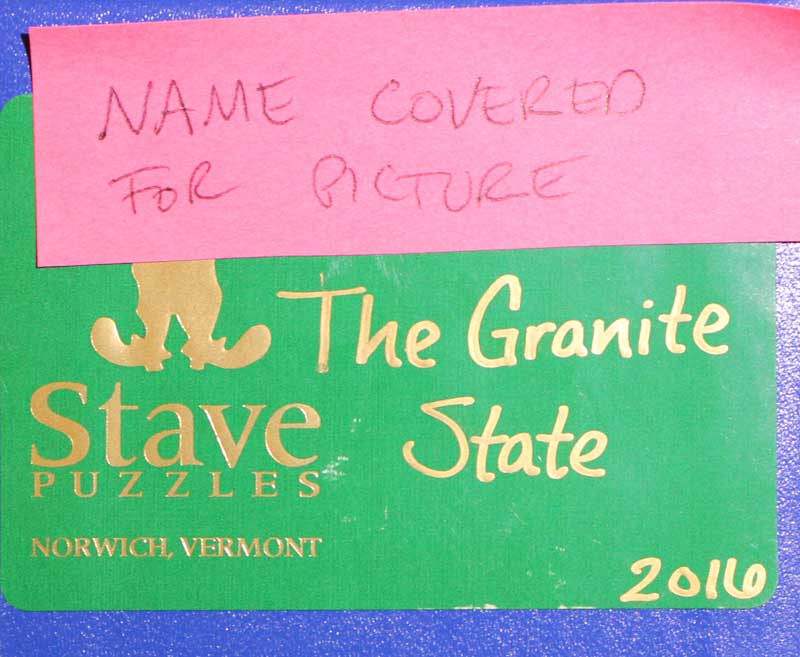 NAME COVERED
FOR PICTURE
The Granite
State
Stave
PUZZLES
NORWICH, VERMONT
2016